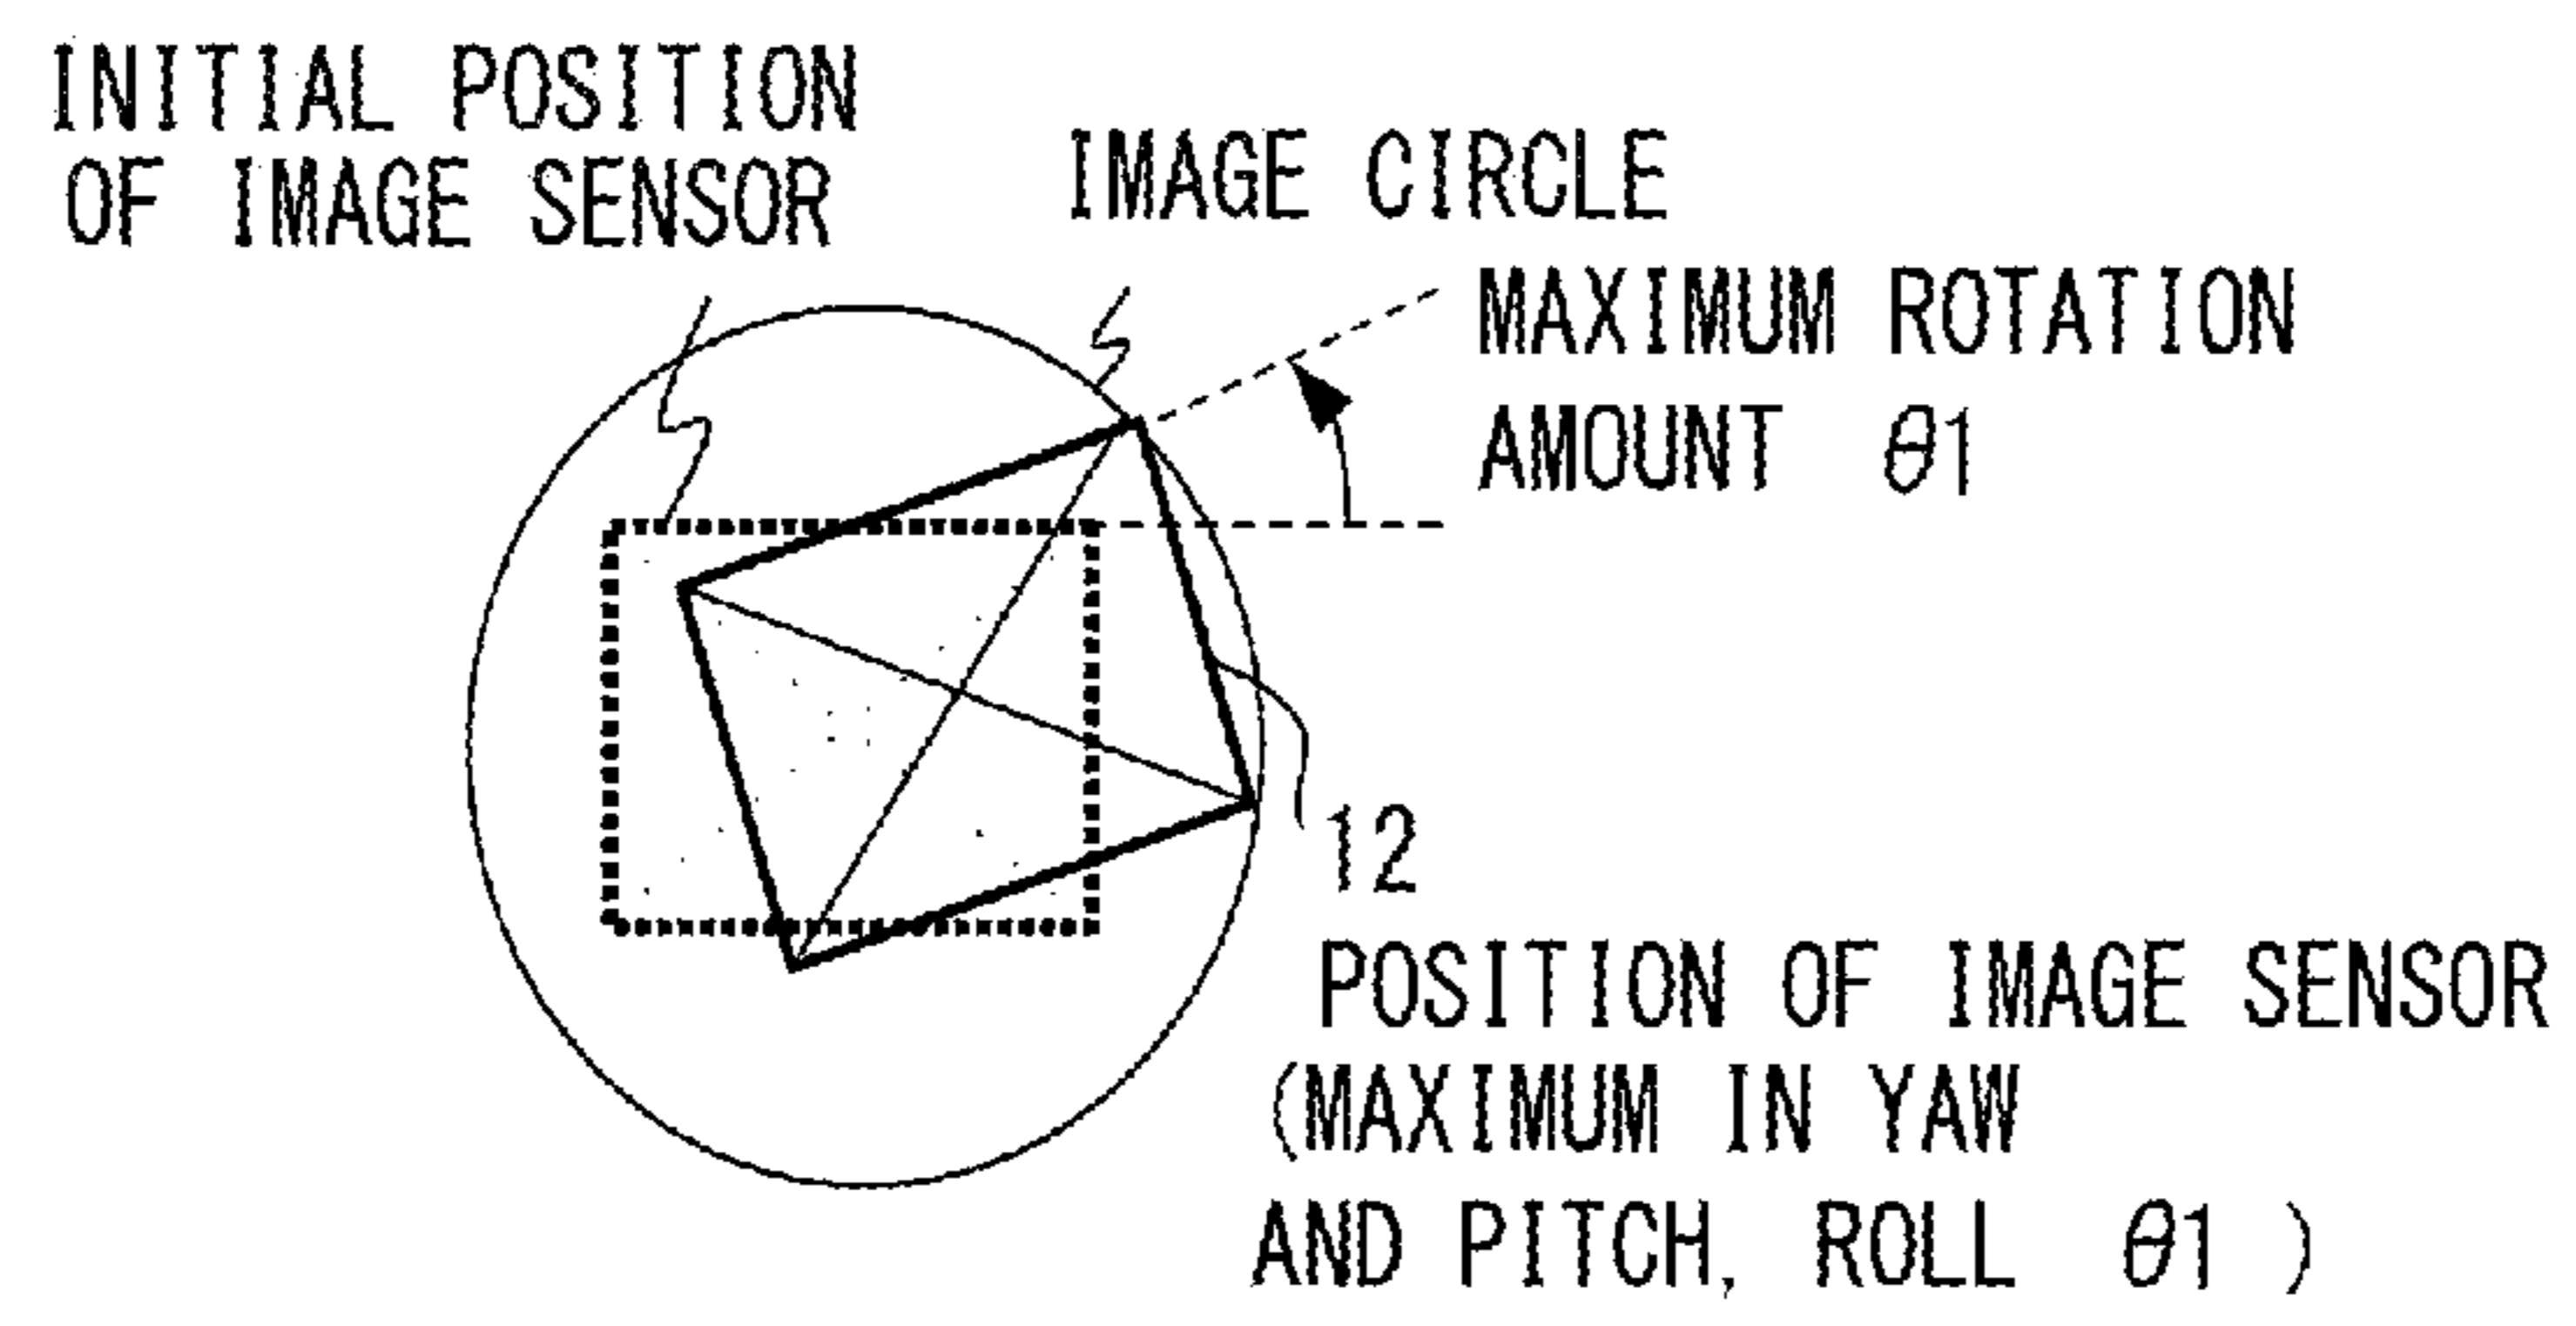 INITIAL POSITION
OF IMAGE SENSOR
IMAGE CIRCLE
MAXIMUM ROTATION
AMOUNT θ1
12
POSITION OF IMAGE SENSOR
(MAXIMUM IN YAW
AND PITCH, ROLL θ1 )